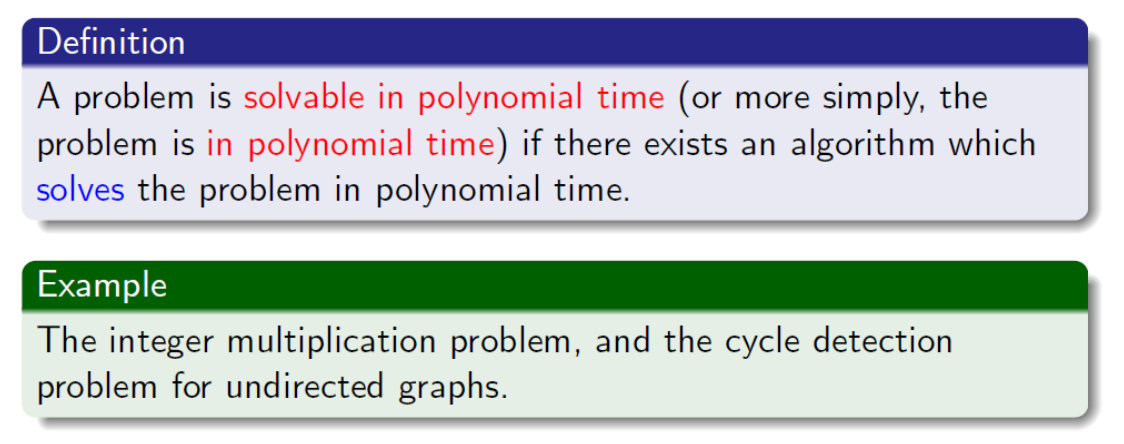 Definition
A problem is solvable in polynomial time (or more simply, the
problem is in polynomial time) if there exists an algorithm which
solves the problem in polynomial time.
Example
The integer multiplication problem, and the cycle detection
problem for undirected graphs.